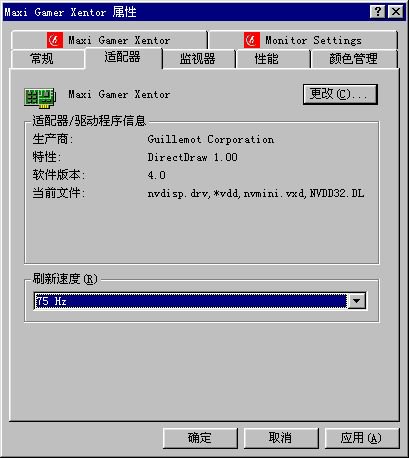 Maxi Gamer Xentor 属性
Maxi Gamer Xentor
Monitor Settings
常规
适配器
监视器
性能
颜色管理
Maxi Gamer Xentor
更改(C)...
适配器/驱动程序信息
生产商: Guillemot Corporation
特性: DirectDraw 1.00
软件版本: 4.0
当前文件: nvdisp.drv,*vdd,nvmini.vxd,NVDD32.DL
刷新速度(R)
75 Hz
确定
取消
应用(A)